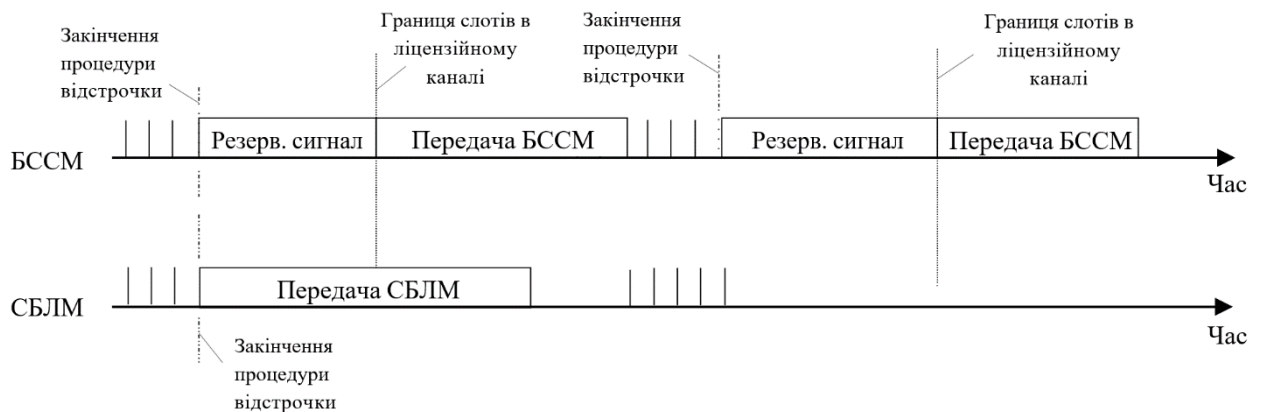 Закінчення
процедури
відстрочки
Границя слотів в
ліцензійному
каналі
Закінчення
процедури
відстрочки
Границя слотів в
ліцензійному
каналі
БССМ
Резерв. сигнал
Передача БССМ
Резерв. сигнал
Передача БССМ
Час
СБЛМ
Передача СБЛМ
Час
Закінчення
процедури
відстрочки